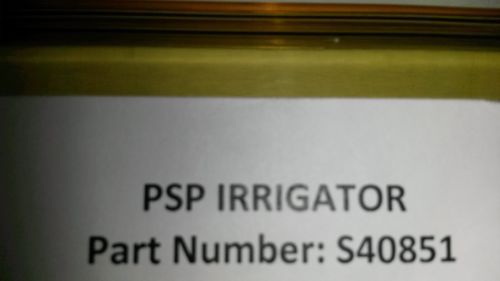 PSP IRRIGATOR
Part Number: S40851